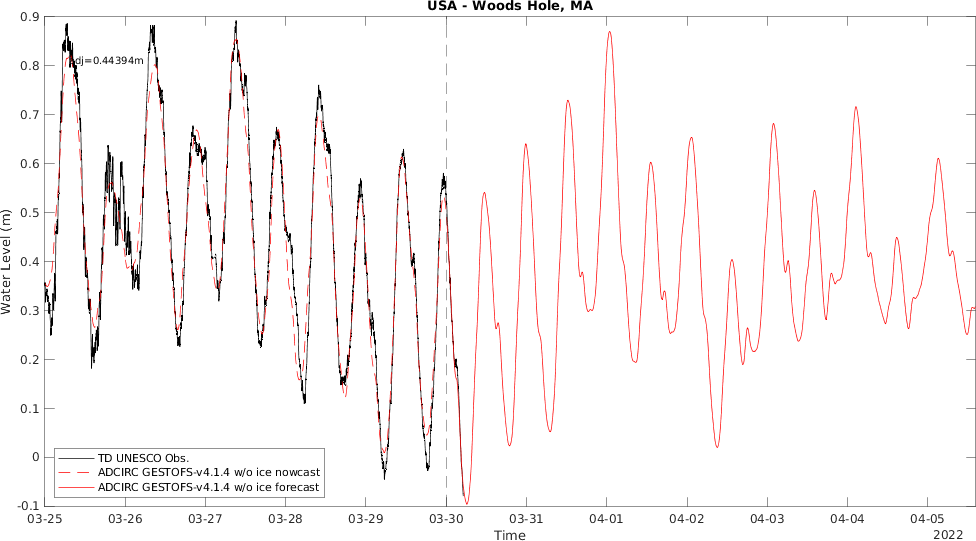 USA - Woods Hole, MA
0.9
0.8
0.7
0.6
0.5
0.4
0.3
0.2
0.1
0
-0.1
Water Level (m)
dj=0.44394m
TD UNESCO Obs.
ADCIRC GESTOFS-v4.1.4 w/o ice nowcast
ADCIRC GESTOFS-v4.1.4 w/o ice forecast
03-25 03-26 03-27 03-28 03-29 03-30 03-31 04-01 04-02 04-03 04-04 04-05
Time
2022